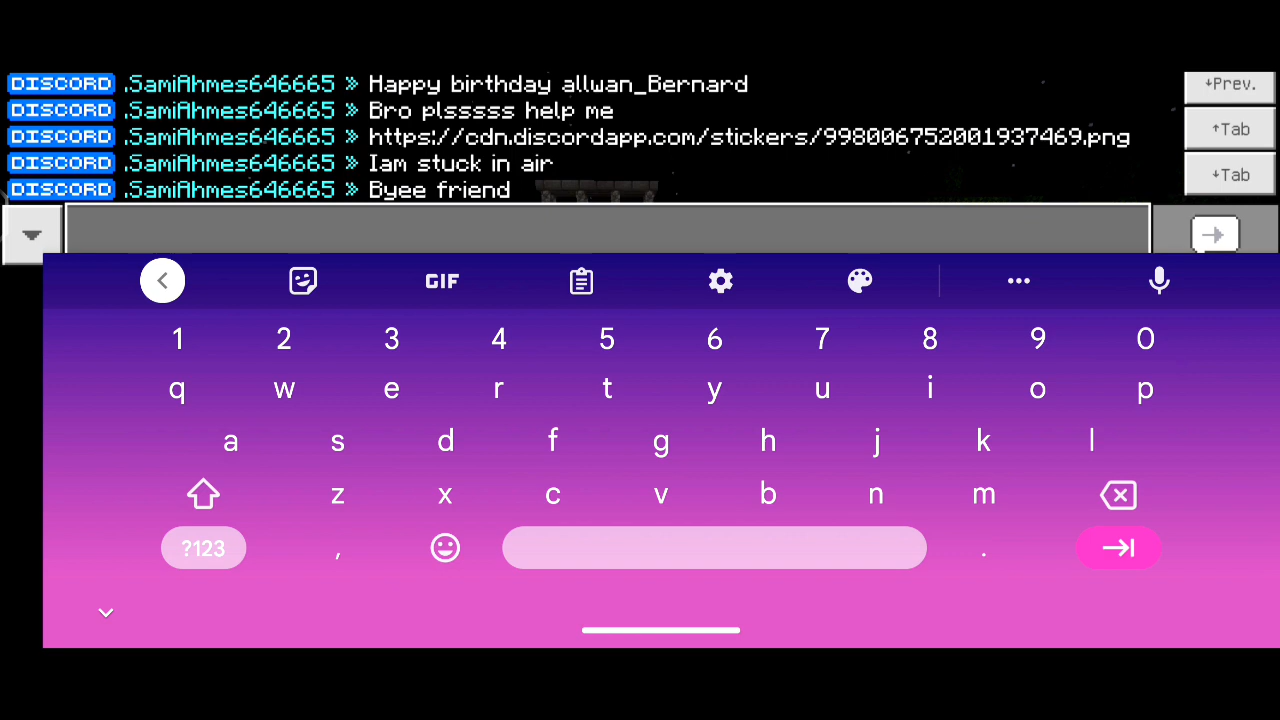 DISCORD .SamiAhmes646665 » Happy birthday allwan_Bernard
DISCORD .SamiAhmes646665 » Bro plsssss help me
DISCORD .SamiAhmes646665 » https://cdn.discordapp.com/stickers/998006752001937469.png
DISCORD .SamiAhmes646665 » Iam stuck in air
DISCORD .SamiAhmes646665 » Byee friend
↓Prev.
↑Tab
↓Tab
GIF
1 2 3 4 5 6 7 8 9 0
q w e r t y u i o p
a s d f g h j k l
z x c v b n m
?123 , .